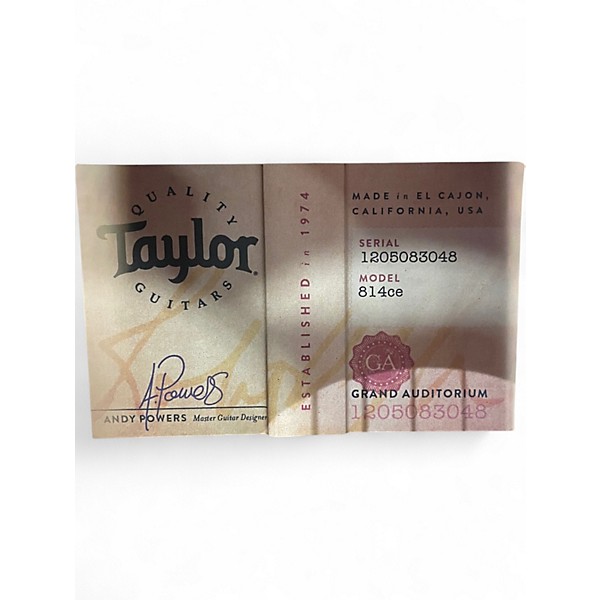 QUALITY
Taylor
GUITARS
A.Powers
ANDY POWERS Master Guitar Designer
ESTABLISHED in 1974
MADE in EL CAJON,
CALIFORNIA, USA
SERIAL
1205083048
MODEL
814ce
GA
GRAND AUDITORIUM
1205083048